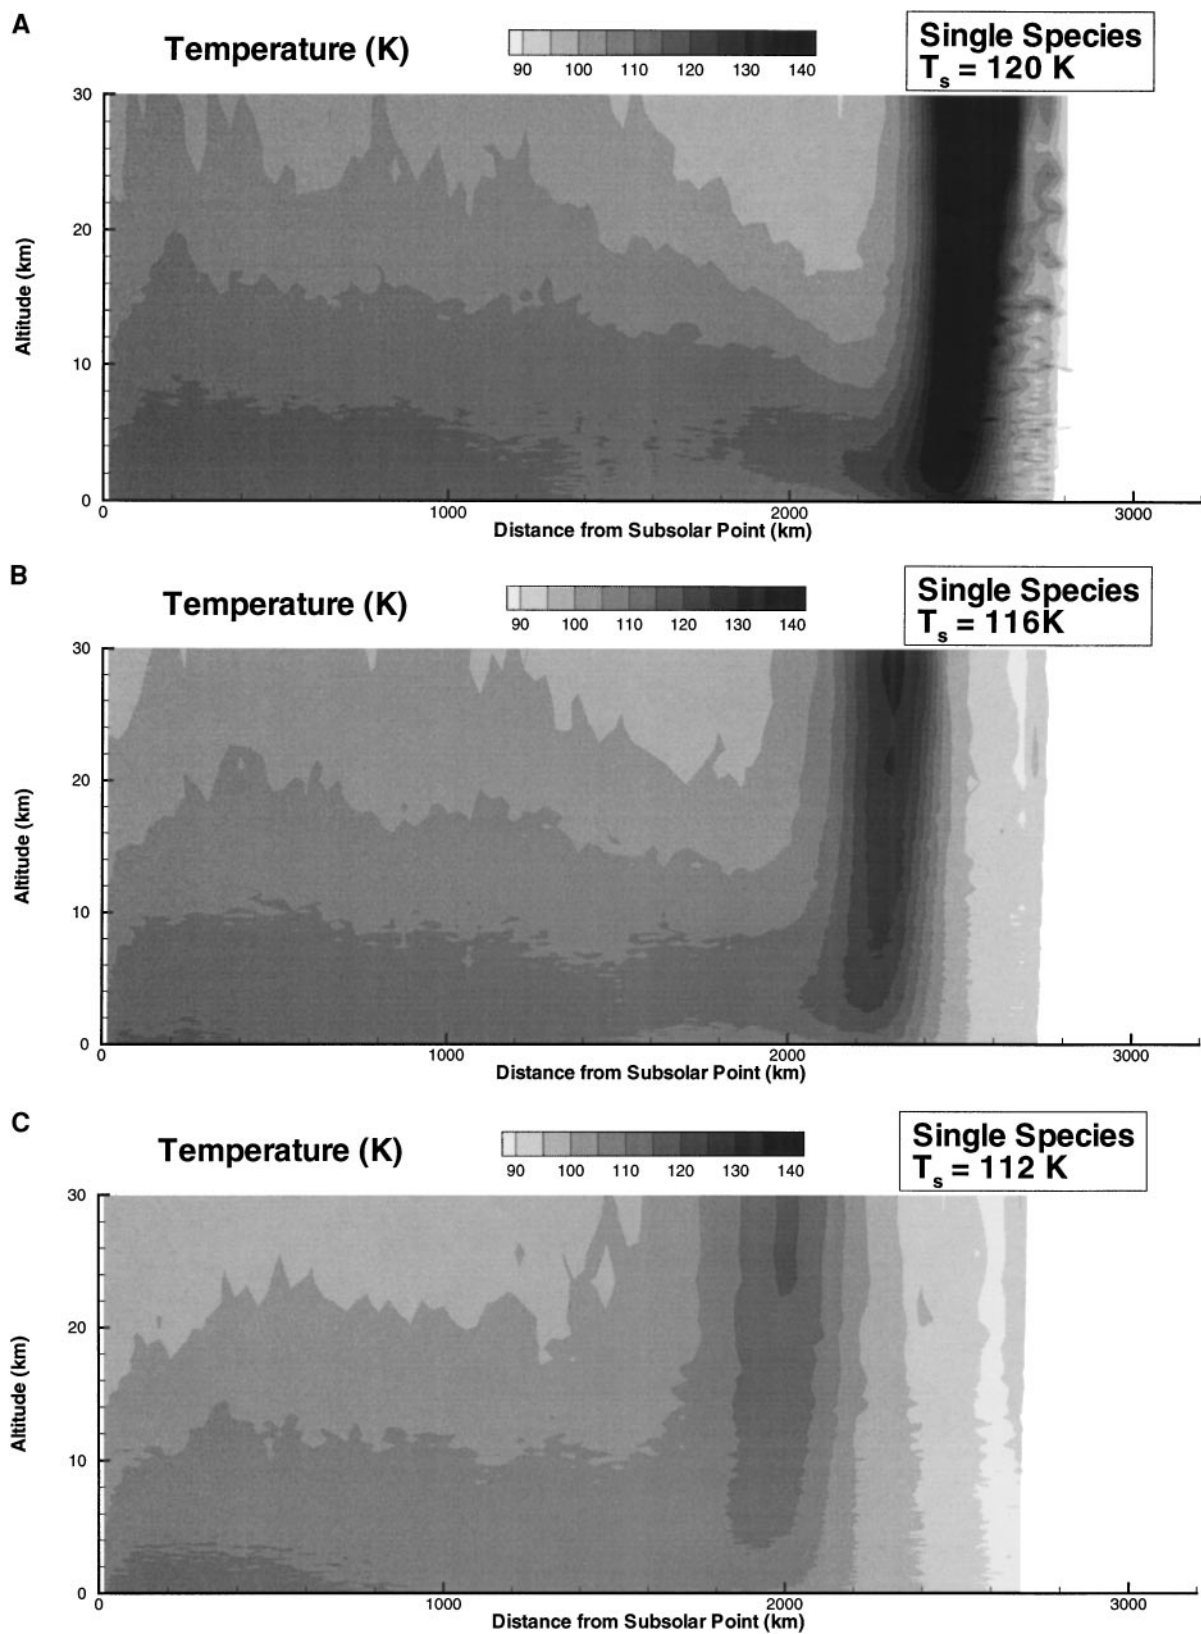 A
Temperature (K)
90 100 110 120 130 140
Single Species
Ts = 120 K
30
20
10
0
Altitude (km)
0 1000 2000 3000
Distance from Subsolar Point (km)
B
Temperature (K)
90 100 110 120 130 140
Single Species
Ts = 116K
30
20
10
0
Altitude (km)
0 1000 2000 3000
Distance from Subsolar Point (km)
C
Temperature (K)
90 100 110 120 130 140
Single Species
Ts = 112 K
30
20
10
0
Altitude (km)
0 1000 2000 3000
Distance from Subsolar Point (km)